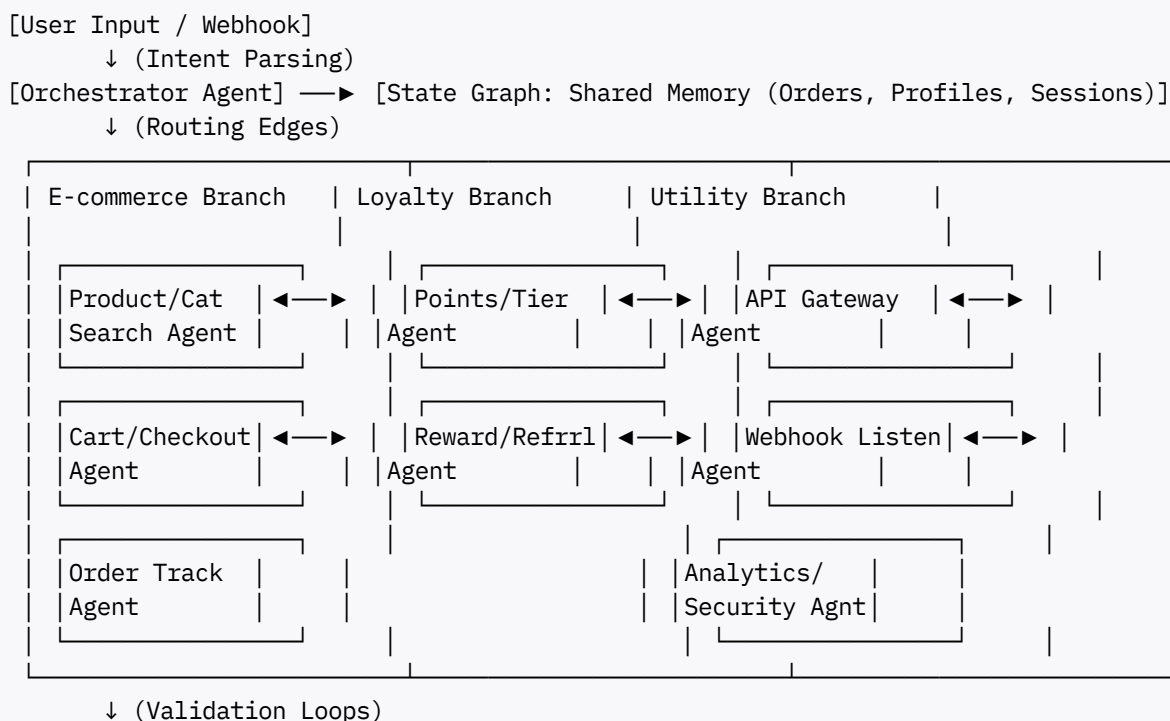 [User Input / Webhook]
↓ (Intent Parsing)
[Orchestrator Agent] ──► [State Graph: Shared Memory (Orders, Profiles, Sessions)]
↓ (Routing Edges)
E-commerce Branch | Loyalty Branch | Utility Branch
Product/Cat ◄──► Points/Tier ◄──► API Gateway ◄──►
Search Agent Agent Agent
Cart/Checkout ◄──► Reward/Refrrl ◄──► Webhook Listen ◄──►
Agent Agent Agent
Order Track Analytics/
Agent Security Agnt
↓ (Validation Loops)